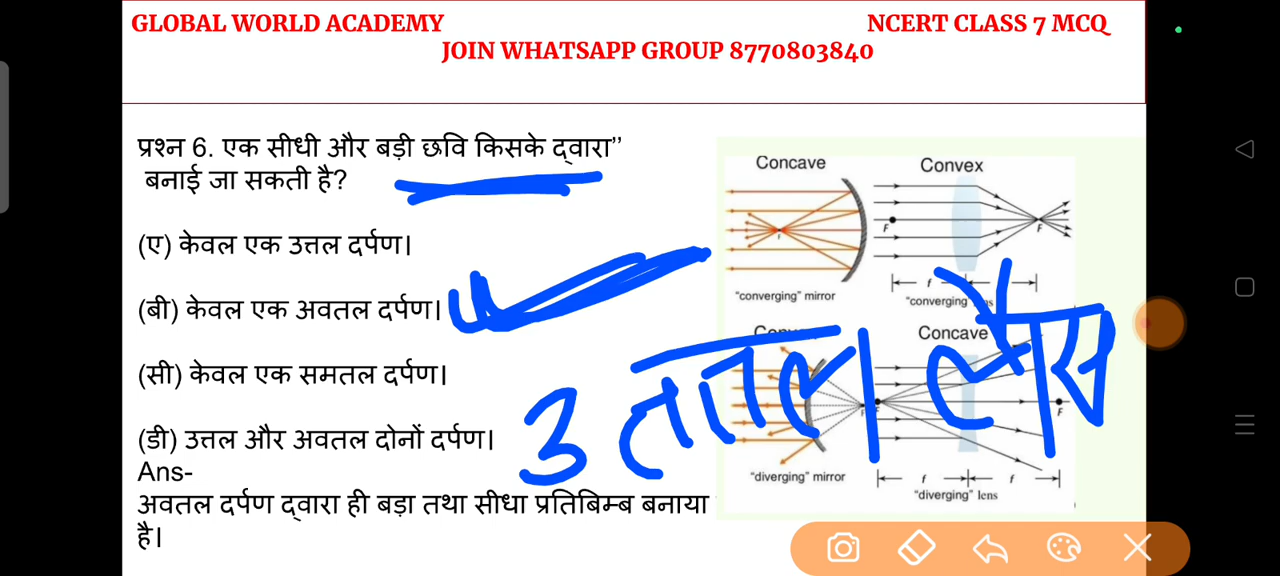 GLOBAL WORLD ACADEMY NCERT CLASS 7 MCQ
JOIN WHATSAPP GROUP 8770803840
प्रश्न 6. एक सीधी और बड़ी छवि किसके द्वारा”
बनाई जा सकती है?
(ए) केवल एक उत्तल दर्पण।
(बी) केवल एक अवतल दर्पण।
(सी) केवल एक समतल दर्पण।
(डी) उत्तल और अवतल दोनों दर्पण।
Ans-
अवतल दर्पण द्वारा ही बड़ा तथा सीधा प्रतिबिम्ब बनाया
है।
Concave Convex
F F
f
"converging" mirror "converging"
Concave
F F
f f
"diverging" mirror "diverging" lens